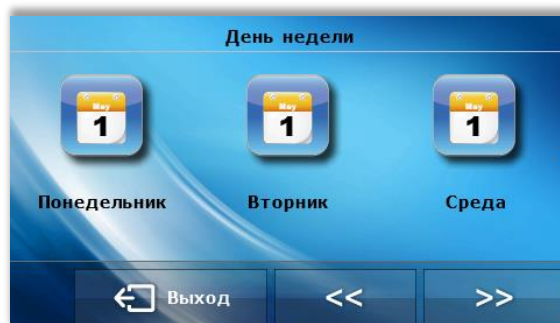 День недели
May May May
1 1 1
Понедельник Вторник Среда
Выход << >>